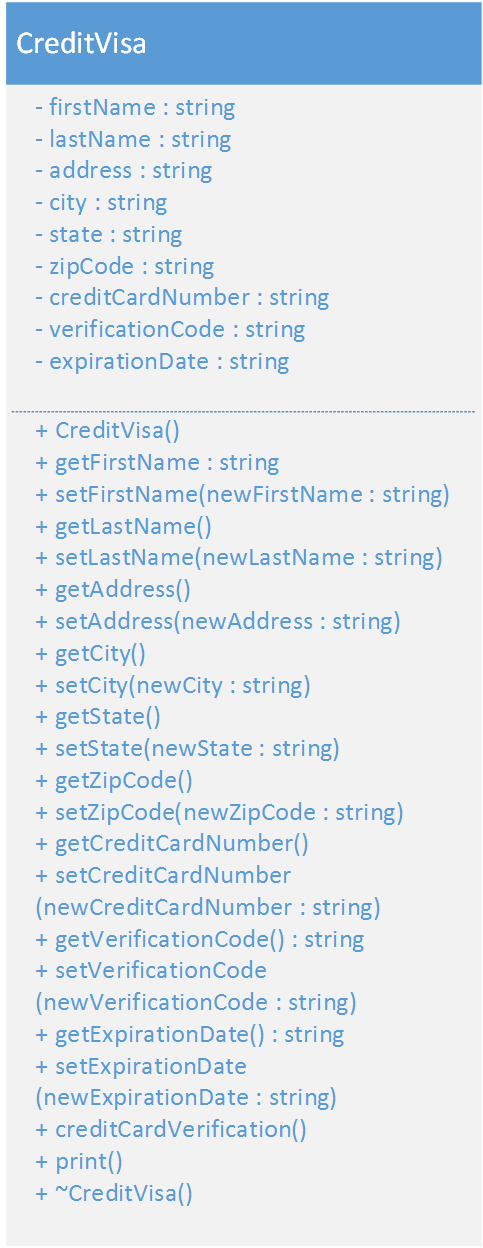 CreditVisa
- firstName : string
- lastName : string
- address : string
- city : string
- state : string
- zipCode : string
- creditCardNumber : string
- verificationCode : string
- expirationDate : string
+ CreditVisa()
+ getFirstName : string
+ setFirstName(newFirstName : string)
+ getLastName()
+ setLastName(newLastName : string)
+ getAddress()
+ setAddress(newAddress : string)
+ getCity()
+ setCity(newCity : string)
+ getState()
+ setState(newState : string)
+ getZipCode()
+ setZipCode(newZipCode : string)
+ getCreditCardNumber()
+ setCreditCardNumber
(newCreditCardNumber : string)
+ getVerificationCode() : string
+ setVerificationCode
(newVerificationCode : string)
+ getExpirationDate() : string
+ setExpirationDate
(newExpirationDate : string)
+ creditCardVerification()
+ print()
+ ~CreditVisa()